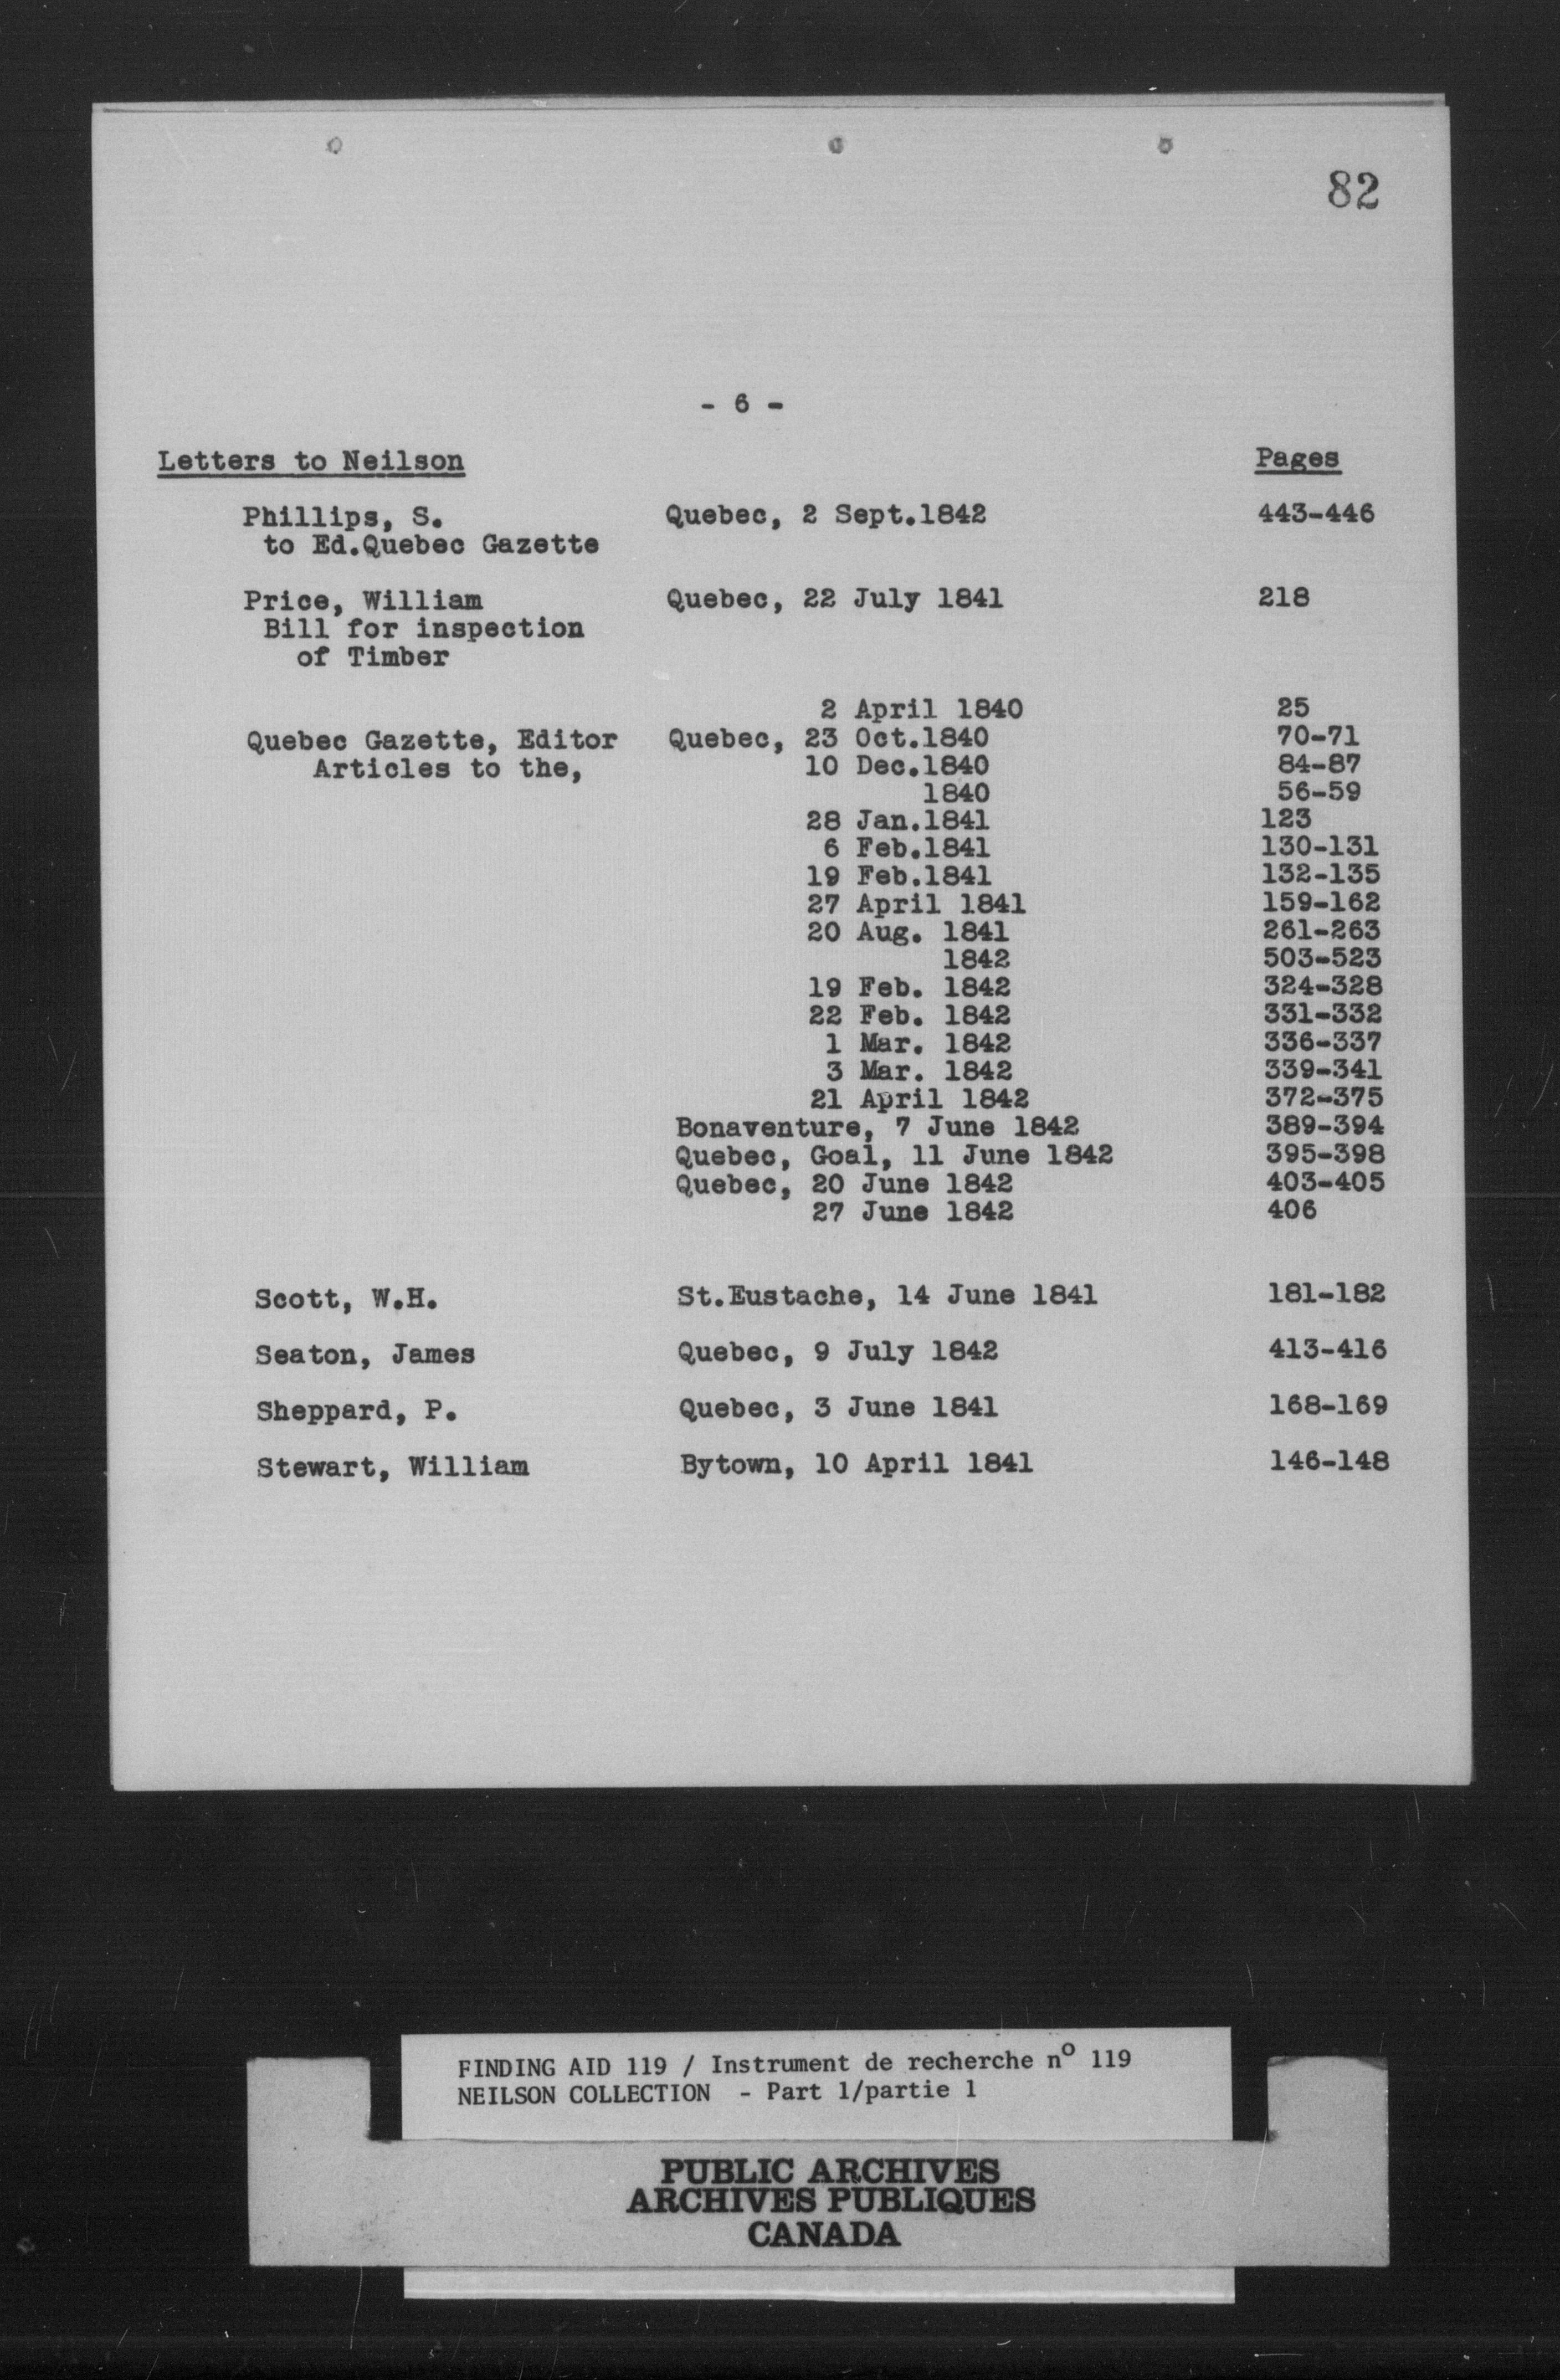 82
- 6 -
Letters to Neilson Pages
Phillips, S. Quebec, 2 Sept.1842 443-446
to Ed.Quebec Gazette
Price, William Quebec, 22 July 1841 218
Bill for inspection
of Timber
2 April 1840 25
Quebec Gazette, Editor Quebec, 23 Oct.1840 70-71
Articles to the, 10 Dec.1840 84-87
1840 56-59
28 Jan.1841 123
6 Feb.1841 130-131
19 Feb.1841 132-135
27 April 1841 159-162
20 Aug. 1841 261-263
1842 503-523
19 Feb. 1842 324-328
22 Feb. 1842 331-332
1 Mar. 1842 336-337
3 Mar. 1842 339-341
21 April 1842 372-375
Bonaventure, 7 June 1842 389-394
Quebec, Goal, 11 June 1842 395-398
Quebec, 20 June 1842 403-405
27 June 1842 406
Scott, W.H. St.Eustache, 14 June 1841 181-182
Seaton, James Quebec, 9 July 1842 413-416
Sheppard, P. Quebec, 3 June 1841 168-169
Stewart, William Bytown, 10 April 1841 146-148
FINDING AID 119 / Instrument de recherche nº 119
NEILSON COLLECTION - Part 1/partie 1
PUBLIC ARCHIVES
ARCHIVES PUBLIQUES
CANADA